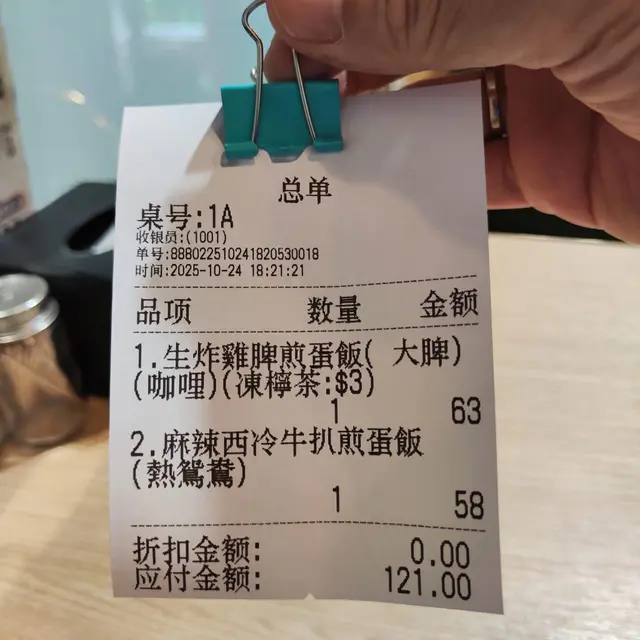 总单
桌号:1A
收银员:(1001)
单号:888022510241820530018
时间:2025-10-24 18:21:21
品项 数量 金额
1.生炸雞脾煎蛋飯( 大脾)
(咖喱)(凍檸茶:$3)
1 63
2.麻辣西冷牛扒煎蛋飯
(熱鴛鴦)
1 58
折扣金额: 0.00
应付金额: 121.00